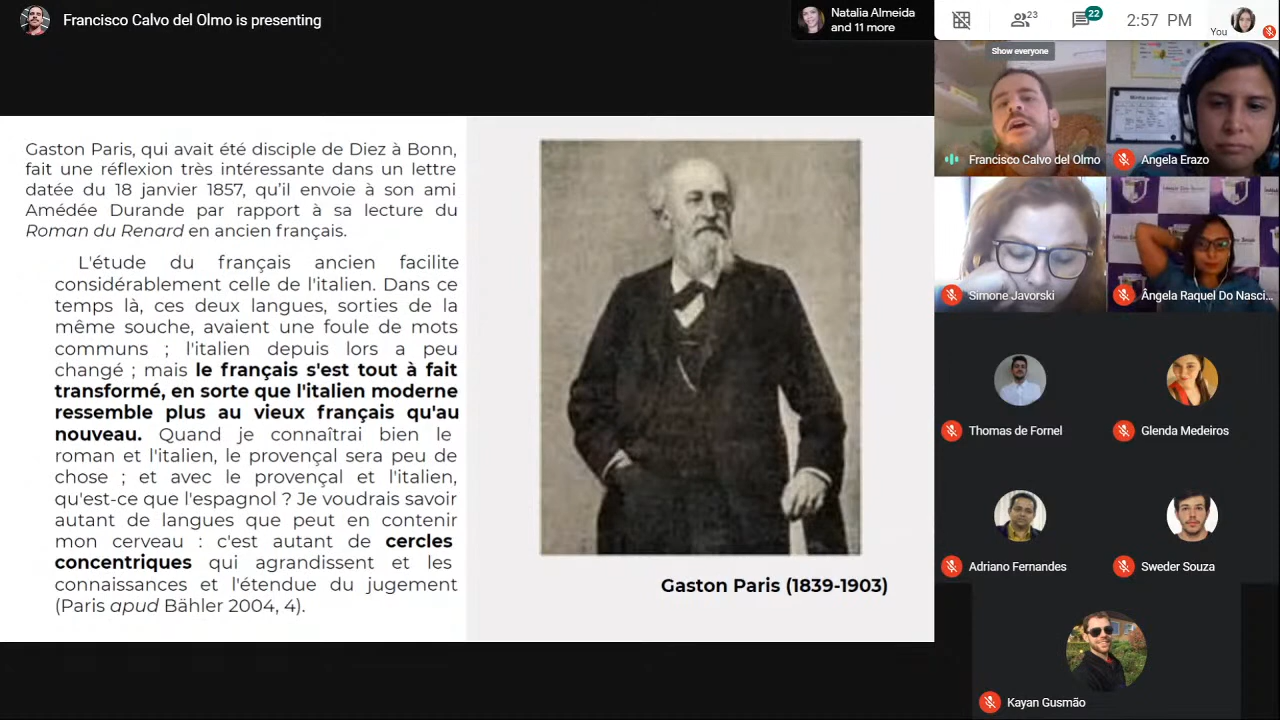 Francisco Calvo del Olmo is presenting
Natalia Almeida
and 11 more
23
22
2:57 PM
You
Show everyone
Gaston Paris, qui avait été disciple de Diez à Bonn,
fait une réflexion très intéressante dans un lettre
datée du 18 janvier 1857, qu'il envoie à son ami
Amédée Durande par rapport à sa lecture du
Roman du Renard en ancien français.
L'étude du français ancien facilite
considérablement celle de l'italien. Dans ce
temps là, ces deux langues, sorties de la
même souche, avaient une foule de mots
communs ; l'italien depuis lors a peu
changé ; mais le français s'est tout à fait
transformé, en sorte que l'italien moderne
ressemble plus au vieux français qu'au
nouveau. Quand je connaîtrai bien le
roman et l'italien, le provençal sera peu de
chose ; et avec le provençal et l'italien,
qu'est-ce que l'espagnol ? Je voudrais savoir
autant de langues que peut en contenir
mon cerveau : c'est autant de cercles
concentriques qui agrandissent et les
connaissances et l'étendue du jugement
(Paris apud Bähler 2004, 4).
Gaston Paris (1839-1903)
Francisco Calvo del Olmo
Angela Erazo
Simone Javorski
Ângela Raquel Do Nasci...
Thomas de Fornel
Glenda Medeiros
Adriano Fernandes
Sweder Souza
Kayan Gusmão